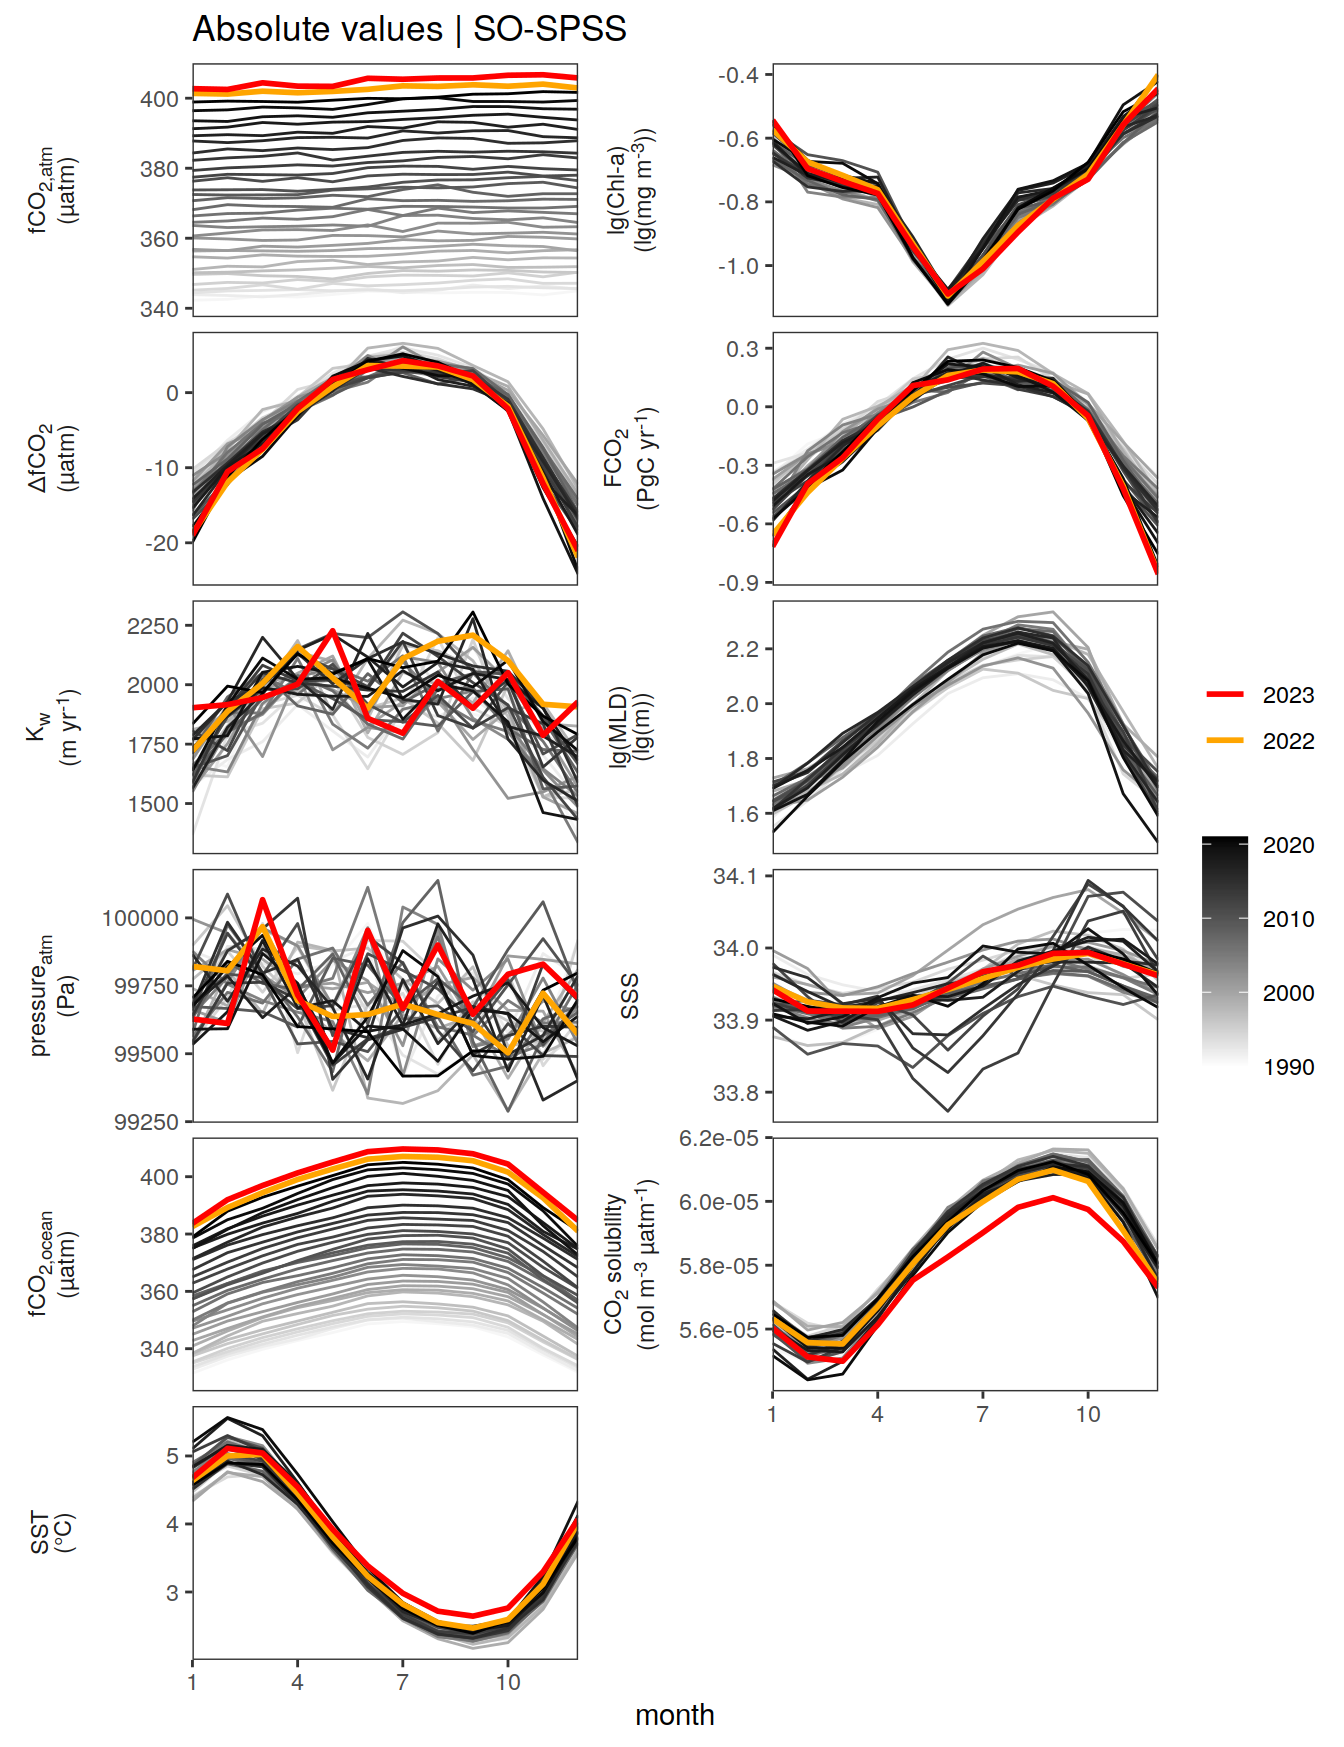 Absolute values | SO-SPSS
fCO2,atm
(µatm)
400
380
360
340
lg(Chl-a)
(lg(mg m-3))
-0.4
-0.6
-0.8
-1.0
ΔfCO2
(µatm)
0
-10
-20
FCO2
(PgC yr-1)
0.3
0.0
-0.3
-0.6
-0.9
Kw
(m yr-1)
2250
2000
1750
1500
lg(MLD)
(lg(m))
2.2
2.0
1.8
1.6
pressureatm
(Pa)
100000
99750
99500
99250
SSS
34.1
34.0
33.9
33.8
fCO2,ocean
(µatm)
400
380
360
340
CO2 solubility
(mol m-3 µatm-1)
6.2e-05
6.0e-05
5.8e-05
5.6e-05
1 4 7 10
SST
(°C)
5
4
3
1 4 7 10
month
2023
2022
2020
2010
2000
1990